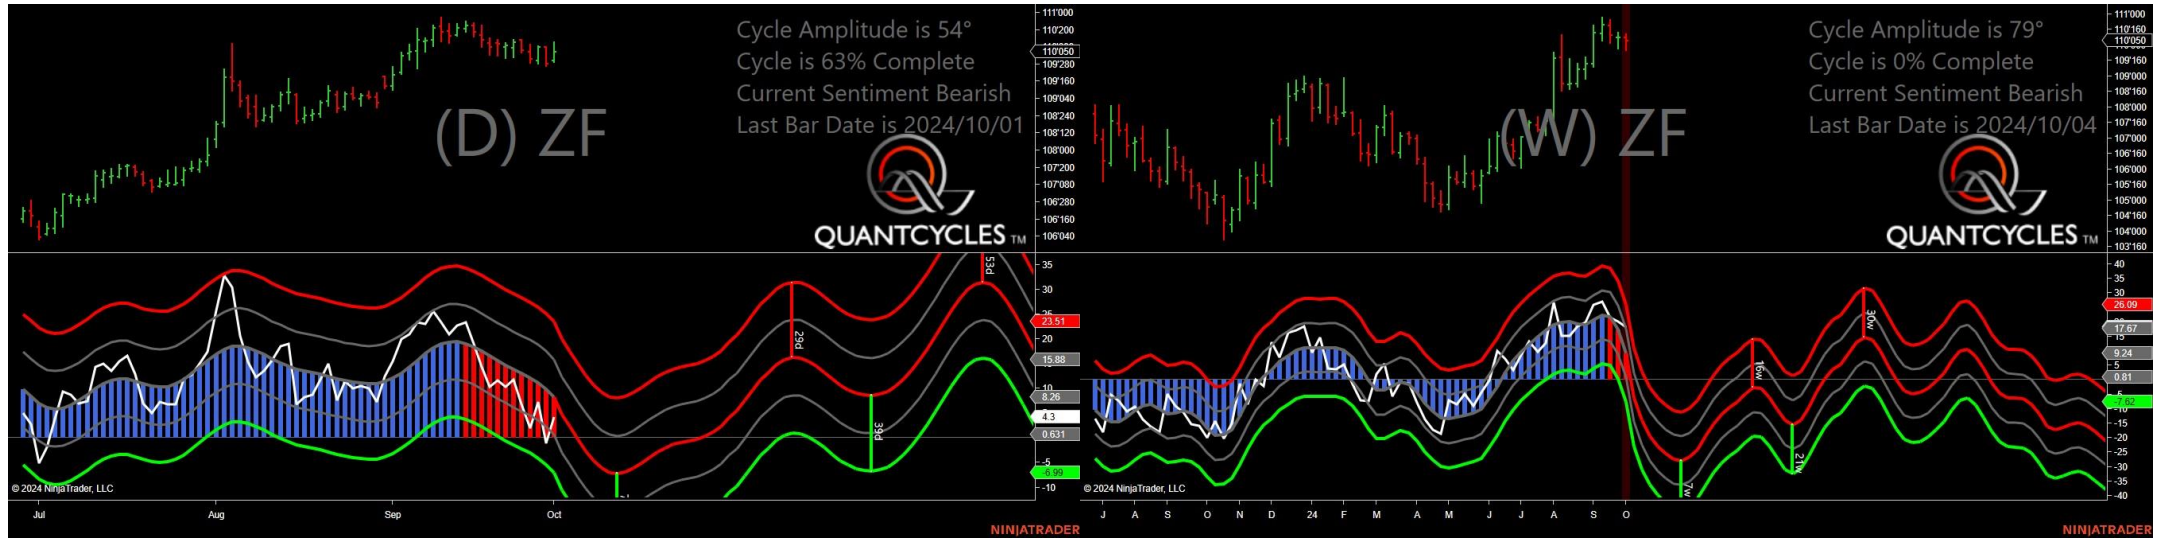 Cycle Amplitude is 54°
Cycle is 63% Complete
Current Sentiment Bearish
Last Bar Date is 2024/10/01
(D) ZF
QUANTCYCLES TM
111'000
110'200
110'050
109'280
109'160
109'040
108'240
108'120
108'000
107'200
107'080
106'280
106'160
106'040
53d
29d
39d
35
30
23.51
20
15.88
10
8.26
4.3
0.631
-5
-6.99
-10
© 2024 NinjaTrader, LLC
Jul Aug Sep Oct
NINJATRADER
Cycle Amplitude is 79°
Cycle is 0% Complete
Current Sentiment Bearish
Last Bar Date is 2024/10/04
(W) ZF
QUANTCYCLES TM
111'000
110'160
110'050
109'160
109'000
108'160
108'000
107'160
107'000
106'160
106'000
105'160
105'000
104'160
104'000
103'160
30w
16w
21w
7w
40
35
30
26.09
17.67
15
9.24
5
0.81
-7.62
-10
-15
-20
-25
-30
-35
-40
© 2024 NinjaTrader, LLC
J A S O N D 24 F M A M J J A S O
NINJATRADER